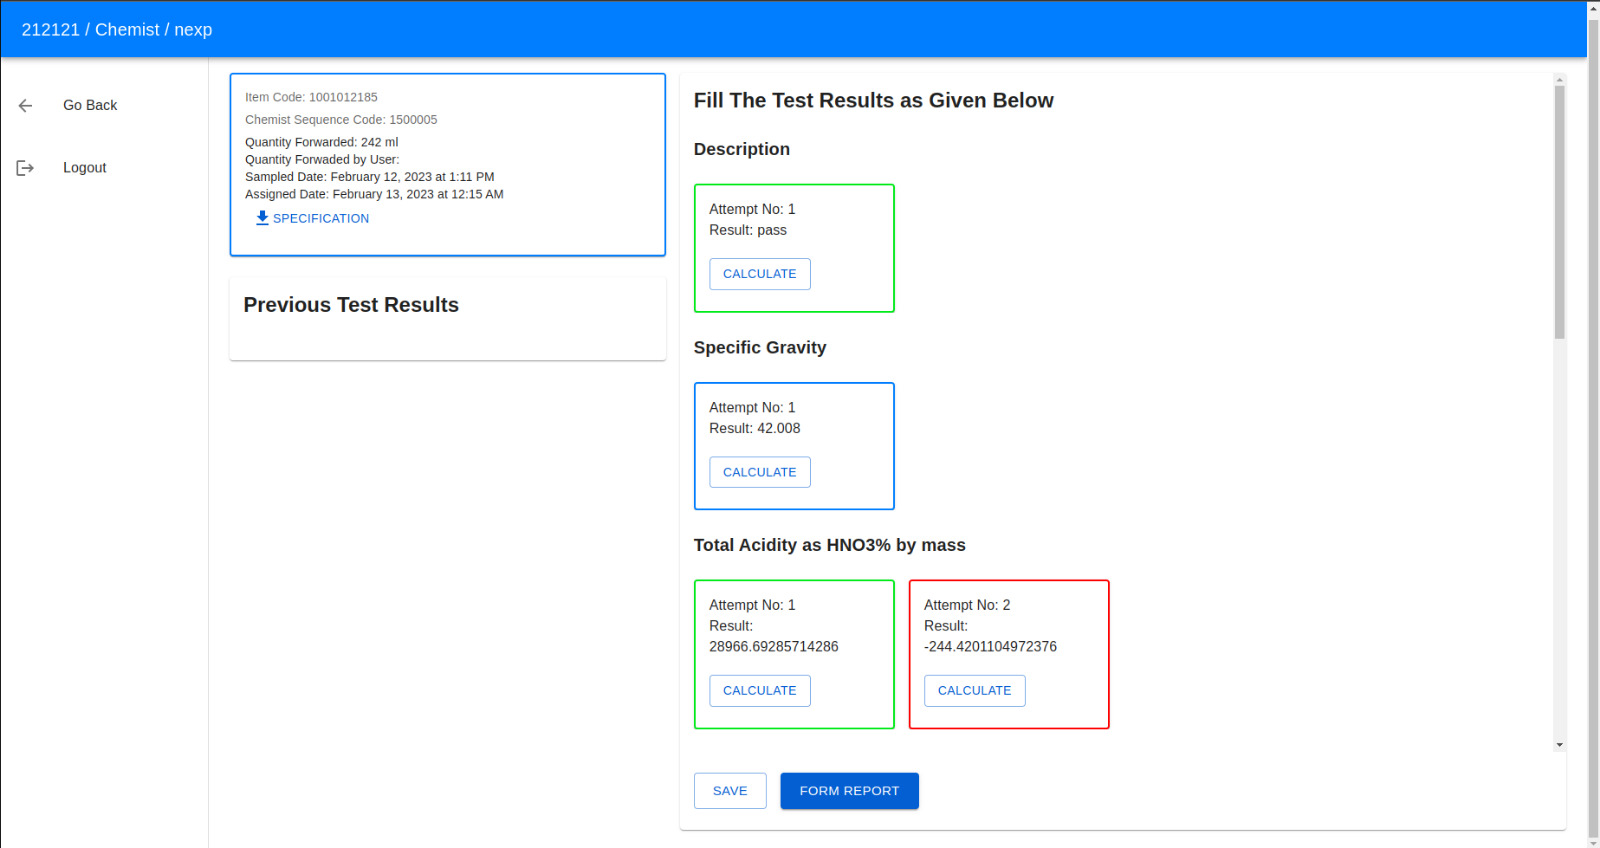 212121 / Chemist / nexp
Go Back
Logout
Item Code: 1001012185
Chemist Sequence Code: 1500005
Quantity Forwarded: 242 ml
Quantity Forwaded by User:
Sampled Date: February 12, 2023 at 1:11 PM
Assigned Date: February 13, 2023 at 12:15 AM
SPECIFICATION
Previous Test Results
Fill The Test Results as Given Below
Description
Attempt No: 1
Result: pass
CALCULATE
Specific Gravity
Attempt No: 1
Result: 42.008
CALCULATE
Total Acidity as HNO3% by mass
Attempt No: 1
Result:
28966.69285714286
CALCULATE
Attempt No: 2
Result:
-244.4201104972376
CALCULATE
SAVE
FORM REPORT